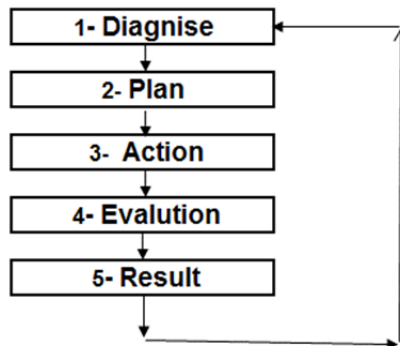 1- Diagnise
2- Plan
3- Action
4- Evalution
5- Result